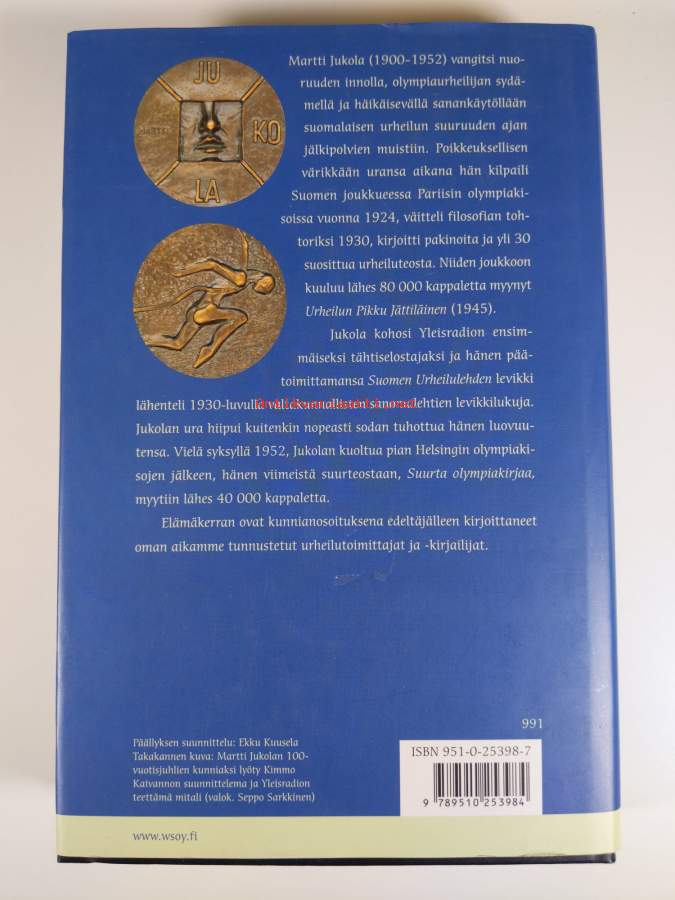 JU
KO
LA
MARTTI
Martti Jukola (1900–1952) vangitsi nuo-
ruuden innolla, olympiaurheilijan sydä-
mellä ja häikäisevällä sanankäytöllään
suomalaisen urheilun suuruuden ajan
jälkipolvien muistiin. Poikkeuksellisen
värikkään uransa aikana hän kilpaili
Suomen joukkueessa Pariisin olympiaki-
soissa vuonna 1924, väitteli filosofian toh-
toriksi 1930, kirjoitti pakinoita ja yli 30
suosittua urheiluteosta. Niiden joukkoon
kuuluu lähes 80 000 kappaletta myynyt
Urheilun Pikku Jättiläinen (1945).
Jukola kohosi Yleisradion ensim-
mäiseksi tähtiselostajaksi ja hänen pää-
toimittamansa Suomen Urheilulehden levikki
lähenteli 1930-luvulla valtakunnallisten sanomalehtien levikkilukuja.
Jukolan ura hiipui kuitenkin nopeasti sodan tuhottua hänen luovuu-
tensa. Vielä syksyllä 1952, Jukolan kuoltua pian Helsingin olympiaki-
sojen jälkeen, hänen viimeistä suurteostaan, Suurta olympiakirjaa,
myytiin lähes 40 000 kappaletta.
Elämäkerran ovat kunnianosoituksena edeltäjälleen kirjoittaneet
oman aikamme tunnustetut urheilutoimittajat ja -kirjailijat.
991
Päällyksen suunnittelu: Ekku Kuusela
Takakannen kuva: Martti Jukolan 100-
vuotisjuhlien kunniaksi lyöty Kimmo
Kaivannon suunnittelema ja Yleisradion
teettämä mitali (valok. Seppo Sarkkinen)
ISBN 951-0-25398-7
9 789510 253984
www.wsoy.fi